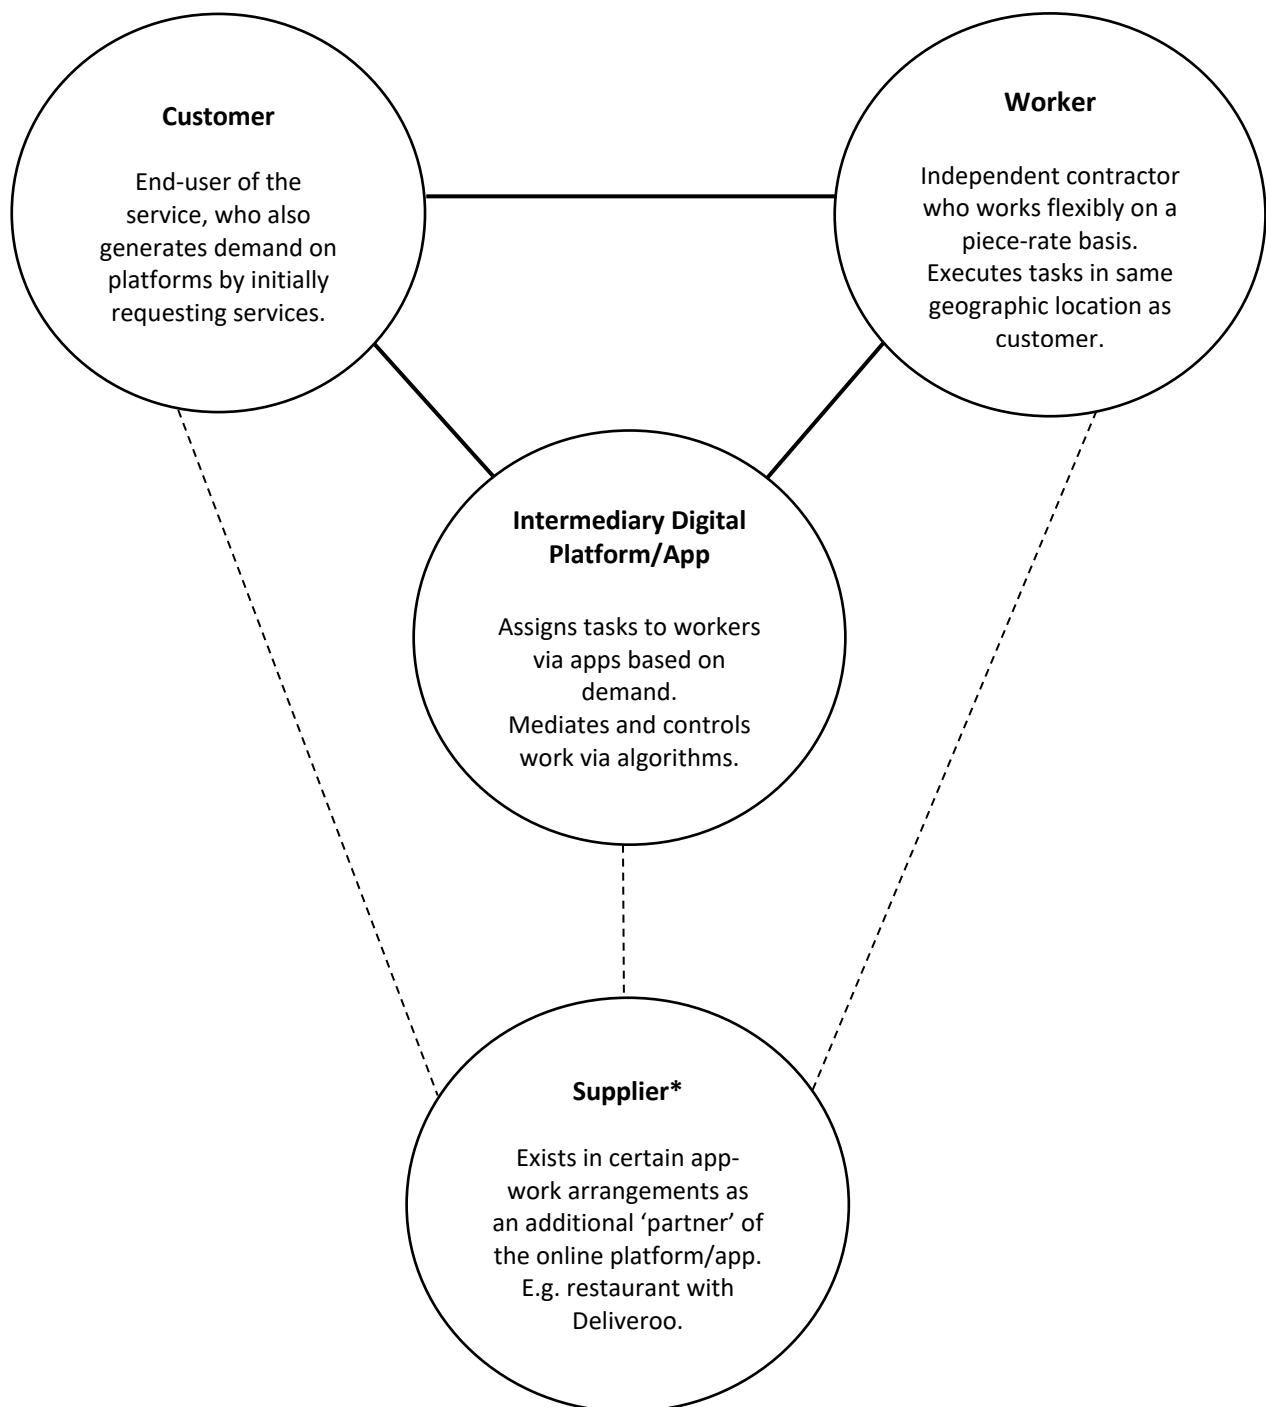 Customer
End-user of the
service, who also
generates demand on
platforms by initially
requesting services.
Worker
Independent contractor
who works flexibly on a
piece-rate basis.
Executes tasks in same
geographic location as
customer.
Intermediary Digital
Platform/App
Assigns tasks to workers
via apps based on
demand.
Mediates and controls
work via algorithms.
Supplier*
Exists in certain app-
work arrangements as
an additional ‘partner’ of
the online platform/app.
E.g. restaurant with
Deliveroo.